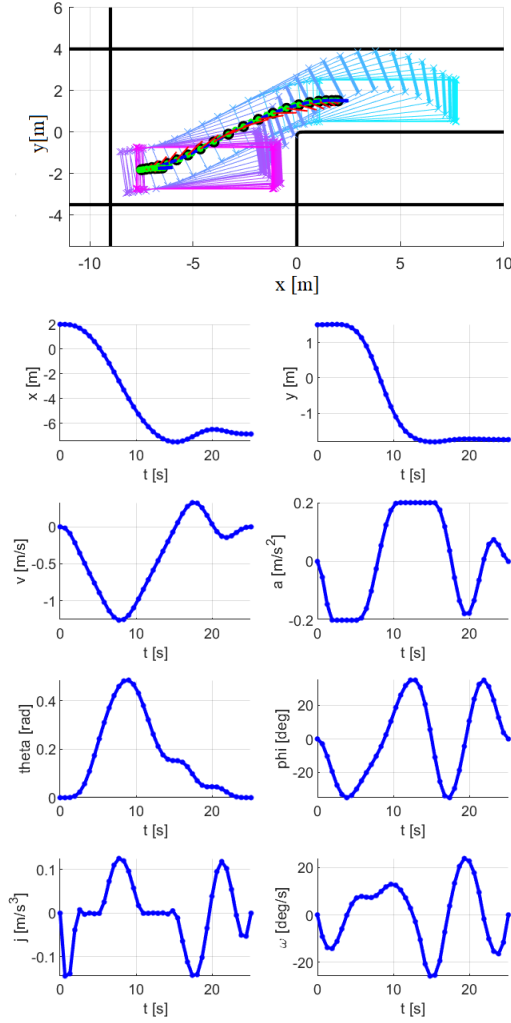 6
4
2
0
-2
-4
y[m]
-10 -5 0 5 10
x [m]
2
0
-2
-4
-6
x [m]
0 10 20
t [s]
1
0
-1
y [m]
0 10 20
t [s]
0
-0.5
-1
v [m/s]
0 10 20
t [s]
0.2
0
-0.2
a [m/s²]
0 10 20
t [s]
0.4
0.2
0
theta [rad]
0 10 20
t [s]
20
0
-20
phi [deg]
0 10 20
t [s]
0.1
0
-0.1
j [m/s³]
0 10 20
t [s]
20
0
-20
ω [deg/s]
0 10 20
t [s]